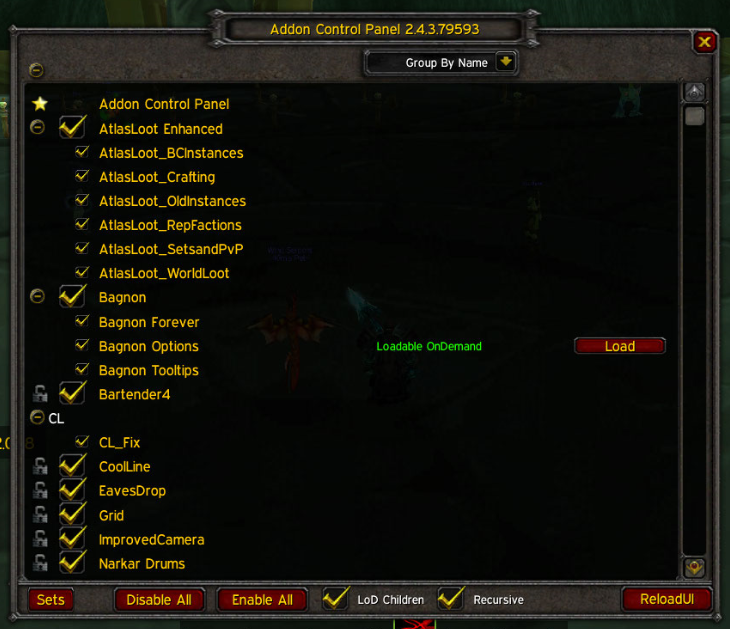 Addon Control Panel 2.4.3.79593
Group By Name
Addon Control Panel
AtlasLoot Enhanced
AtlasLoot_BCInstances
AtlasLoot_Crafting
AtlasLoot_OldInstances
AtlasLoot_RepFactions
AtlasLoot_SetsandPvP
AtlasLoot_WorldLoot
Bagnon
Bagnon Forever
Bagnon Options Loadable OnDemand Load
Bagnon Tooltips
Bartender4
CL
CL_Fix
CoolLine
EavesDrop
Grid
ImprovedCamera
Narkar Drums
Sets Disable All Enable All LoD Children Recursive ReloadUI